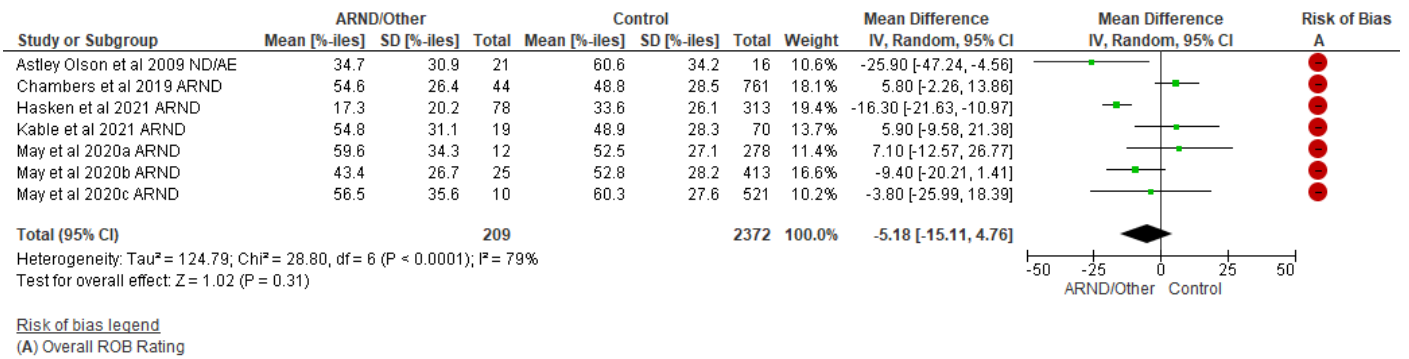 ARND/Other Control Mean Difference Mean Difference Risk of Bias
Study or Subgroup Mean [%-iles] SD [%-iles] Total Mean [%-iles] SD [%-iles] Total Weight IV, Random, 95% CI IV, Random, 95% CI A
Astley Olson et al 2009 ND/AE 34.7 30.9 21 60.6 34.2 16 10.6% -25.90 [-47.24, -4.56]
Chambers et al 2019 ARND 54.6 26.4 44 48.8 28.5 761 18.1% 5.80 [-2.26, 13.86]
Hasken et al 2021 ARND 17.3 20.2 78 33.6 26.1 313 19.4% -16.30 [-21.63, -10.97]
Kable et al 2021 ARND 54.8 31.1 19 48.9 28.3 70 13.7% 5.90 [-9.58, 21.38]
May et al 2020a ARND 59.6 34.3 12 52.5 27.1 278 11.4% 7.10 [-12.57, 26.77]
May et al 2020b ARND 43.4 26.7 25 52.8 28.2 413 16.6% -9.40 [-20.21, 1.41]
May et al 2020c ARND 56.5 35.6 10 60.3 27.6 521 10.2% -3.80 [-25.99, 18.39]
Total (95% CI) 209 2372 100.0% -5.18 [-15.11, 4.76]
Heterogeneity: Tau² = 124.79; Chi² = 28.80, df = 6 (P < 0.0001); I² = 79%
Test for overall effect: Z = 1.02 (P = 0.31)
-50 -25 0 25 50
ARND/Other Control
Risk of bias legend
(A) Overall ROB Rating